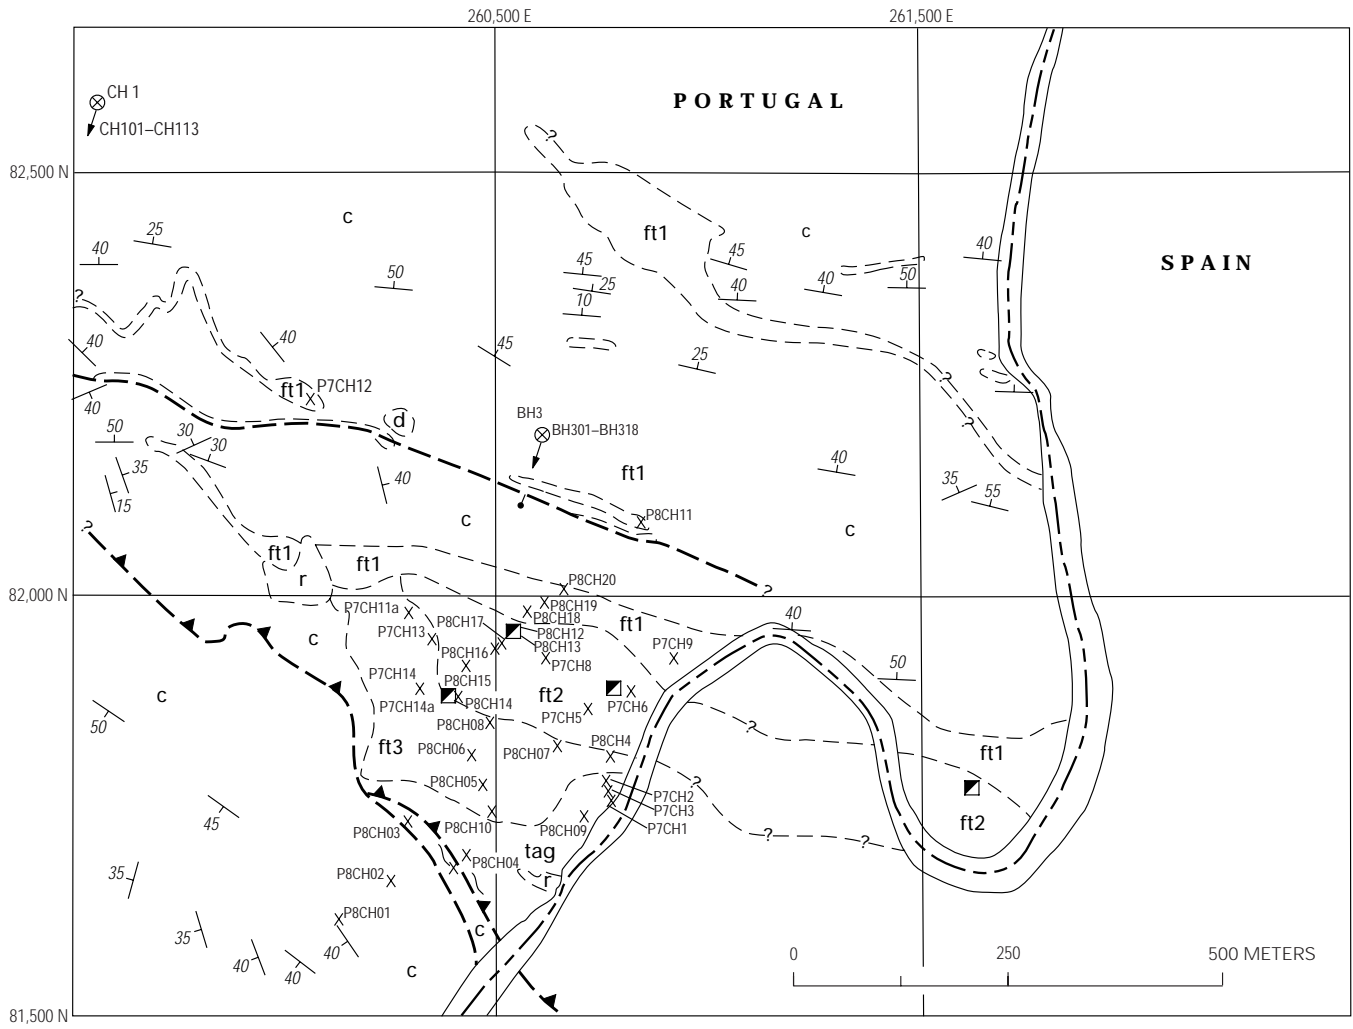 260,500 E
261,500 E
CH 1
PORTUGAL
CH101–CH113
?
82,500 N
c
ft1
c
25
40
45
40
SPAIN
50
45
25
40
40
50
?
10
40
40
45
25
ft1
P7CH12
?
40
d
BH3
BH301–BH318
?
50
30
30
35
15
40
ft1
40
35
55
c
P8CH11
c
?
ft1
r
ft1
P8CH20
?
P7CH11a
P8CH19
P8CH18
P8CH17
ft1
40
c
P7CH13
P8CH12
P8CH13
P7CH9
P8CH16
P7CH8
82,000 N
P7CH14
P8CH15
50
c
P7CH14a
P8CH14
ft2
P7CH6
50
P8CH08
P7CH5
?
ft3
P8CH06
P8CH07
P8CH4
ft1
P8CH05
?
P7CH2
P7CH3
45
P8CH03
P8CH10
P8CH09
P7CH1
?
?
ft2
tag
P8CH04
35
P8CH02
r
P8CH01
35
c
40
40
40
c
0
250
500 METERS
81,500 N